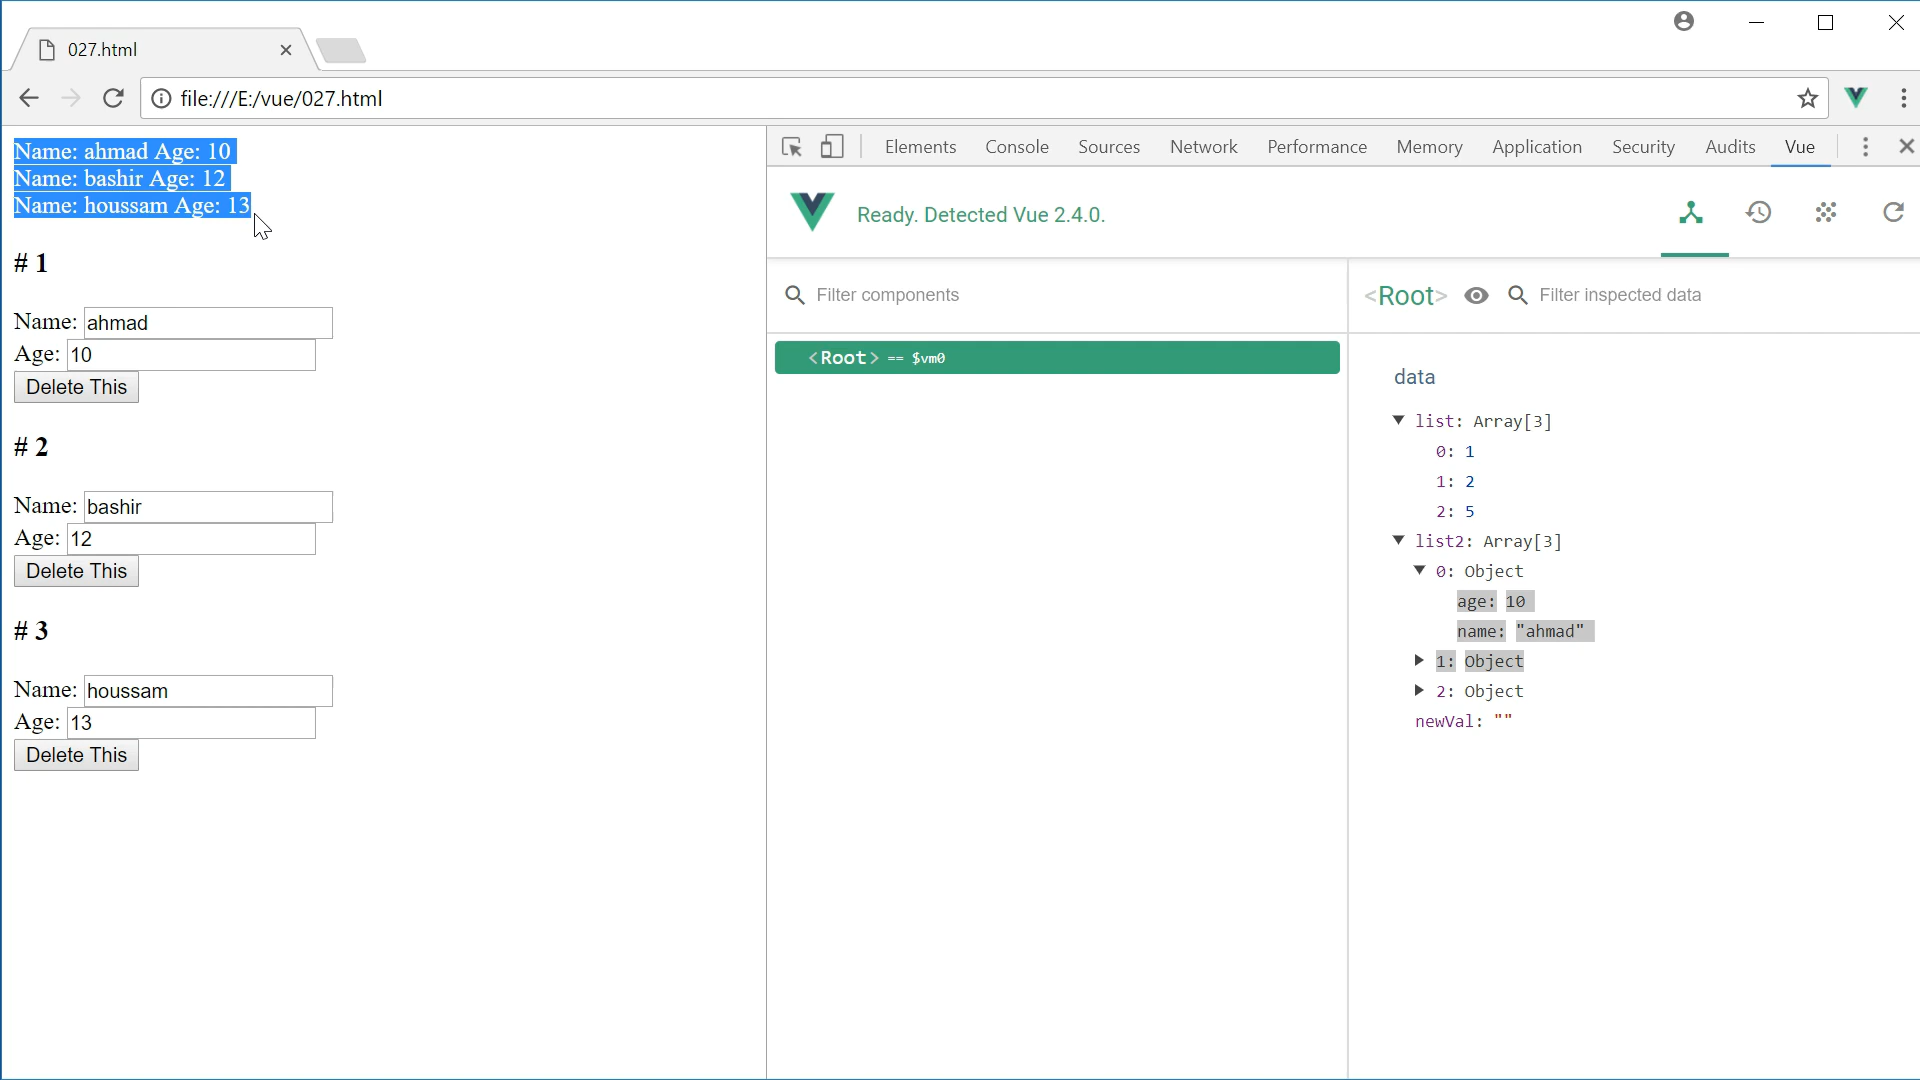 027.html
file:///E:/vue/027.html
Name: ahmad Age: 10
Name: bashir Age: 12
Name: houssam Age: 13
# 1
Name: ahmad
Age: 10
Delete This
# 2
Name: bashir
Age: 12
Delete This
# 3
Name: houssam
Age: 13
Delete This
Elements Console Sources Network Performance Memory Application Security Audits Vue
Ready. Detected Vue 2.4.0.
Filter components
<Root> == $vm0
<Root> Filter inspected data
data
list: Array[3]
0: 1
1: 2
2: 5
list2: Array[3]
0: Object
age: 10
name: "ahmad"
1: Object
2: Object
newVal: ""